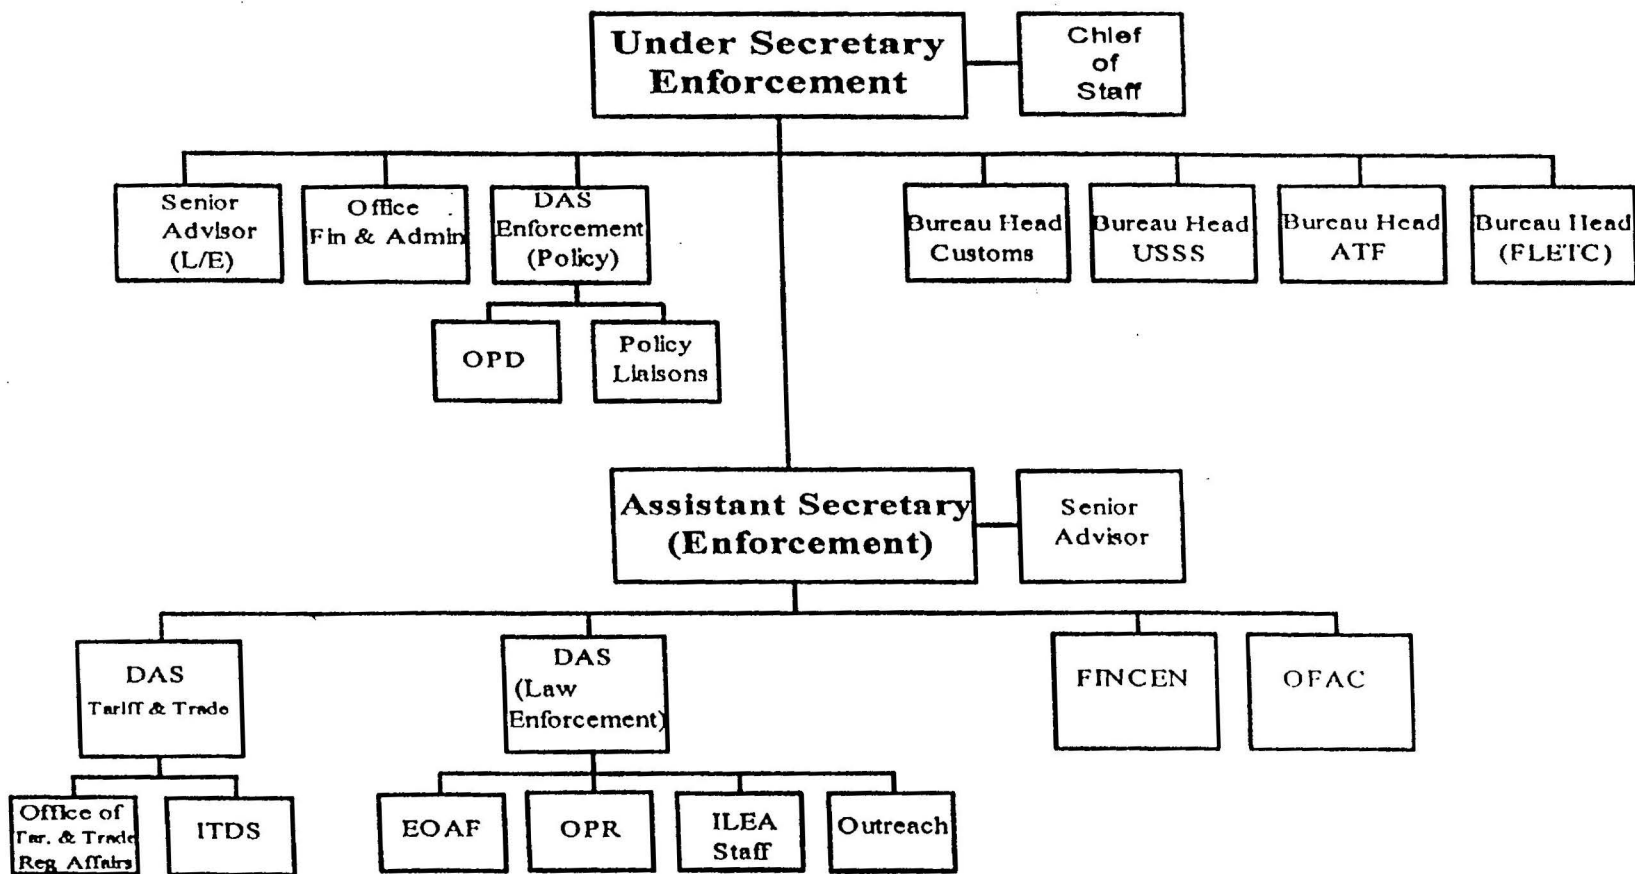 Under Secretary
Enforcement
Chief
of
Staff
Senior
Advisor
(L/E)
Office
Fin & Admin
DAS
Enforcement
(Policy)
Bureau Head
Customs
Bureau Head
USSS
Bureau Head
ATF
Bureau Head
(FLETC)
OPD
Policy
Liaisons
Assistant Secretary
(Enforcement)
Senior
Advisor
DAS
Tariff & Trade
DAS
(Law
Enforcement)
FINCEN
OFAC
Office of
Tar. & Trade
Reg Affairs
ITDS
EOAF
OPR
ILEA
Staff
Outreach